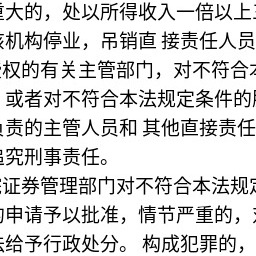 重大的，处以所得收入一倍以上
该机构停业，吊销直 接责任人员
授权的有关主管部门，对不符合本
，或者对不符合本法规定条件的
负责的主管人员和 其他直接责任
追究刑事责任。
证券管理部门对不符合本法规定
的申请予以批准，情节严重的，
法给予行政处分。 构成犯罪的，